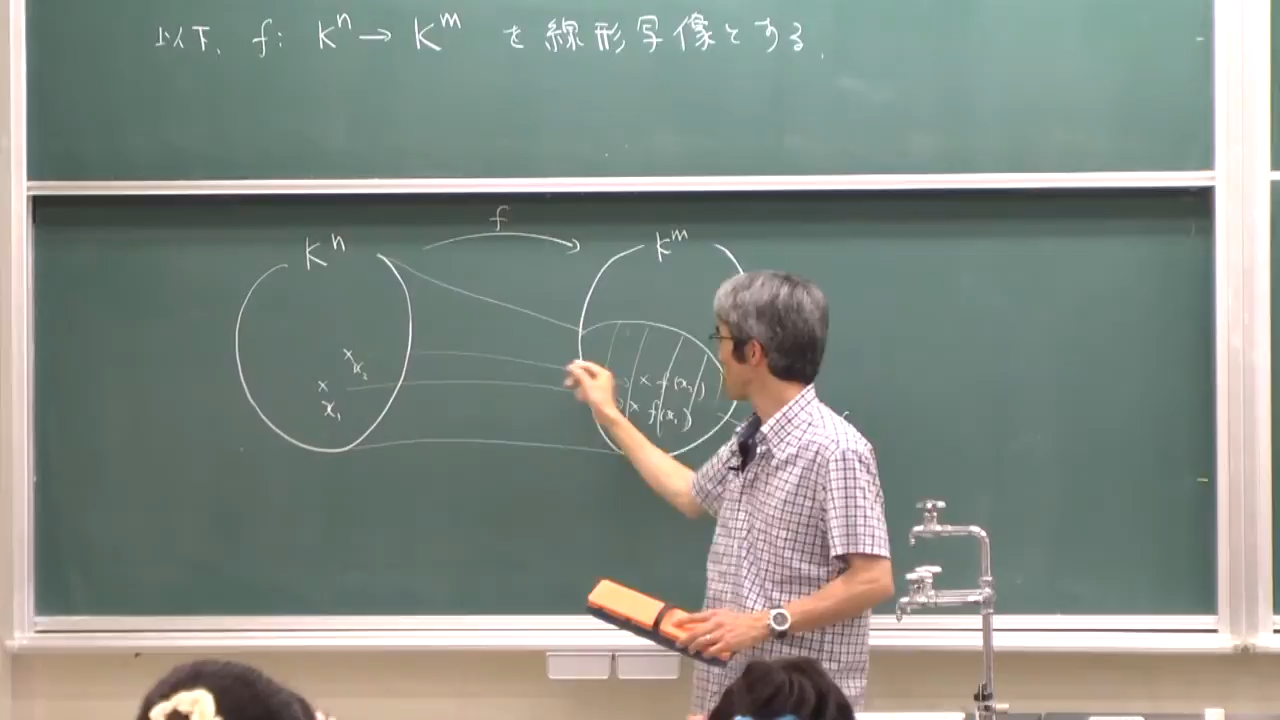 以下、f: Kⁿ → Kᵐ を線形写像とする.
f
Kⁿ
Kᵐ
x x₂
x x₁
x f(x₂)
x f(x₁)